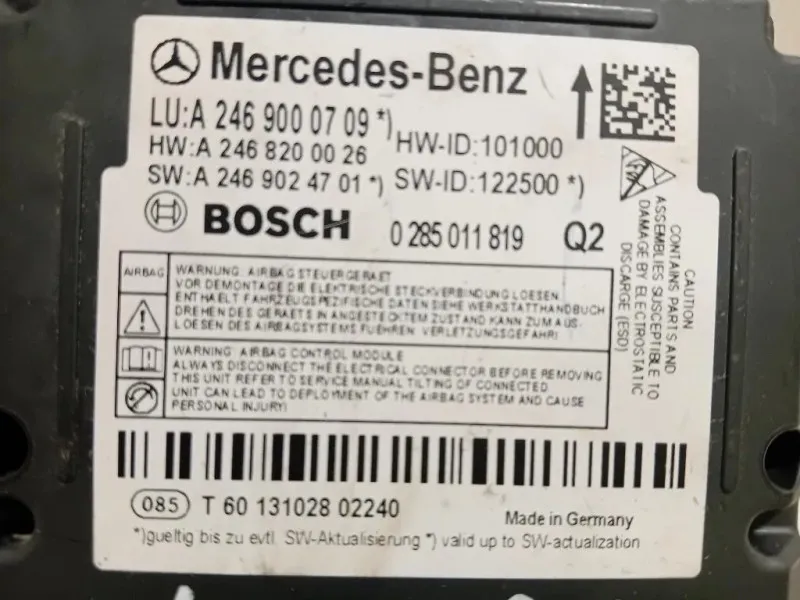 Mercedes-Benz
LU:A 246 900 07 09 *)
HW:A 246 820 00 26
HW-ID:101000
SW:A 246 902 47 01 *)
SW-ID:122500 *)
BOSCH
0 285 011 819
Q2
CAUTION
CONTAINS PARTS AND
ASSEMBLIES SUSCEPTIBLE TO
DAMAGE BY ELECTROSTATIC
DISCHARGE (ESD)
AIRBAG
WARNUNG: AIRBAGSTEUERGERAET
VOR DEMONTAGE DIE ELEKTRISCHE STECKVERBINDUNG LOESEN
ENTHAELT FAHRZEUGSPEZIFISCHE DATEN SIEHE WERKSTATTHANDBUCH
DREHEN DES GERAETS IN ANGESTECKTEM ZUSTAND KANN ZUM AUS-
LOESEN DES AIRBAGSYSTEMS FUEHREN. VERLETZUNGSGEFAHR!
WARNING: AIRBAG CONTROL MODULE
ALWAYS DISCONNECT THE ELECTRICAL CONNECTOR BEFORE REMOVING
THIS UNIT REFER TO SERVICE MANUAL TILTING OF CONNECTED
UNIT CAN LEAD TO DEPLOYMENT OF THE AIRBAG SYSTEM AND CAUSE
PERSONAL INJURY!
085 T 60 131028 02240
Made in Germany
*)gueltig bis zu evtl. SW-Aktualisierung *) valid up to SW-actualization